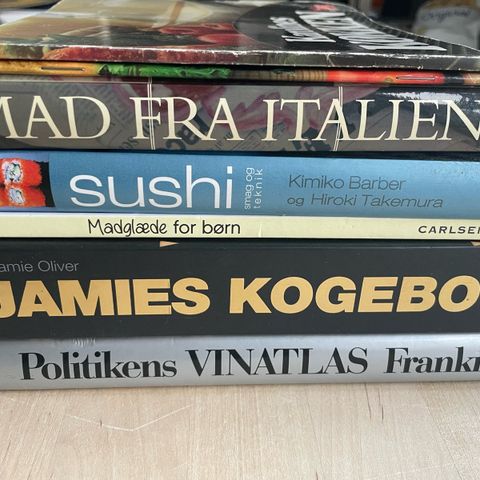 MAD FRA ITALIEN
sushi
smag og
teknik
Kimiko Barber
og Hiroki Takemura
Madglæde for børn
CARLSE
amie Oliver
JAMIES KOGEBO
Politikens VINATLAS Frankr